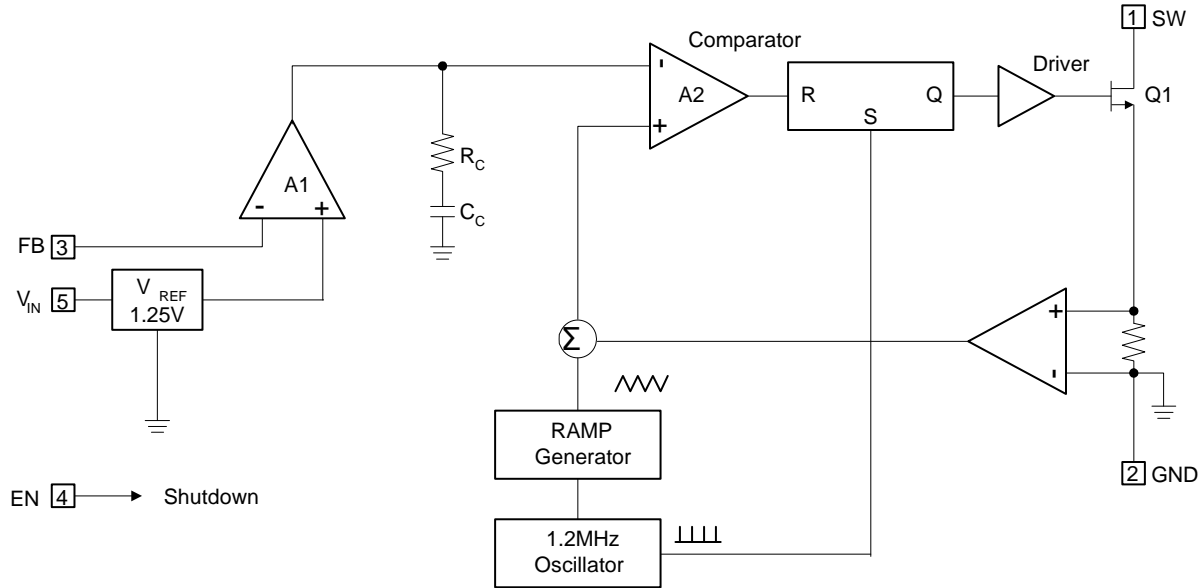 1 SW
Comparator
Driver
-
A2
+
R
Q
S
Q1
R_C
C_C
A1
-
+
FB 3
V_IN 5
V_REF
1.25V
Σ
+
-
RAMP
Generator
2 GND
EN 4
Shutdown
1.2MHz
Oscillator